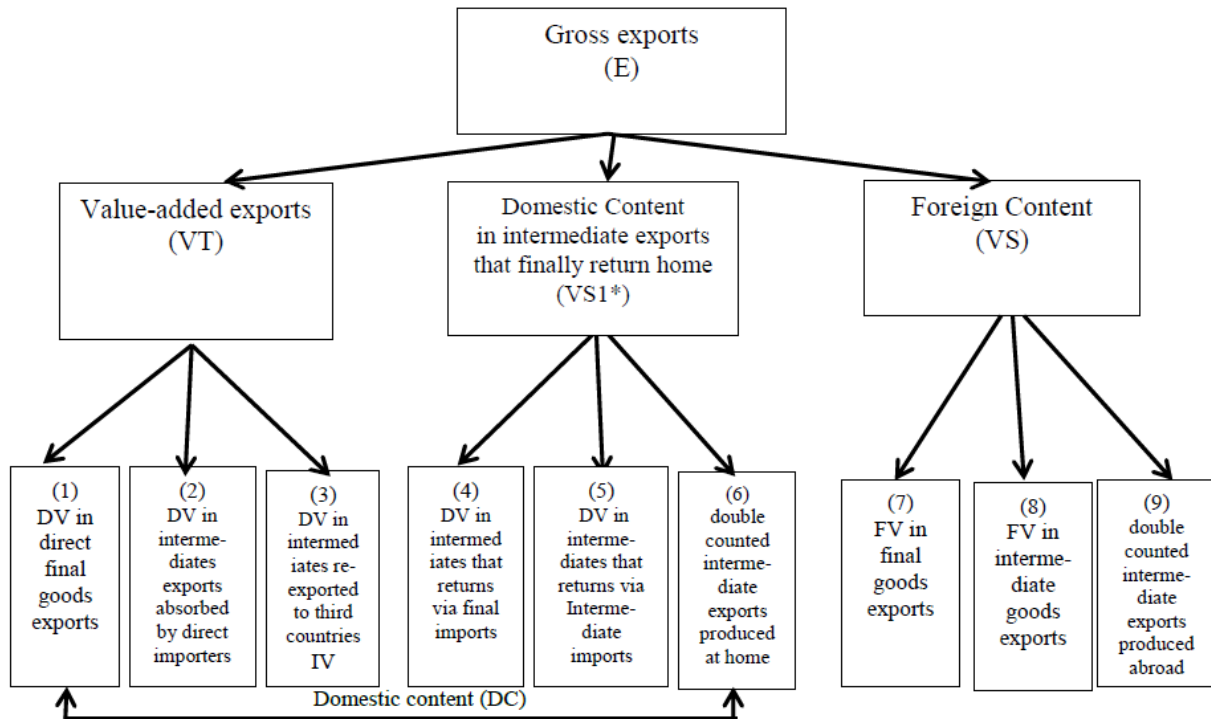 Gross exports
(E)
Value-added exports
(VT)
Domestic Content
in intermediate exports
that finally return home
(VS1*)
Foreign Content
(VS)
(1)
DV in
direct
final
goods
exports
(2)
DV in
interme-
diates
exports
absorbed
by direct
importers
(3)
DV in
intermed
iates re-
exported
to third
countries
IV
(4)
DV in
intermed
iates that
returns
via final
imports
(5)
DV in
interme-
diates that
returns via
Interme-
diate
imports
(6)
double
counted
interme-
diate
exports
produced
at home
(7)
FV in
final
goods
exports
(8)
FV in
interme-
diate
goods
exports
(9)
double
counted
interme-
diate
exports
produced
abroad
Domestic content (DC)